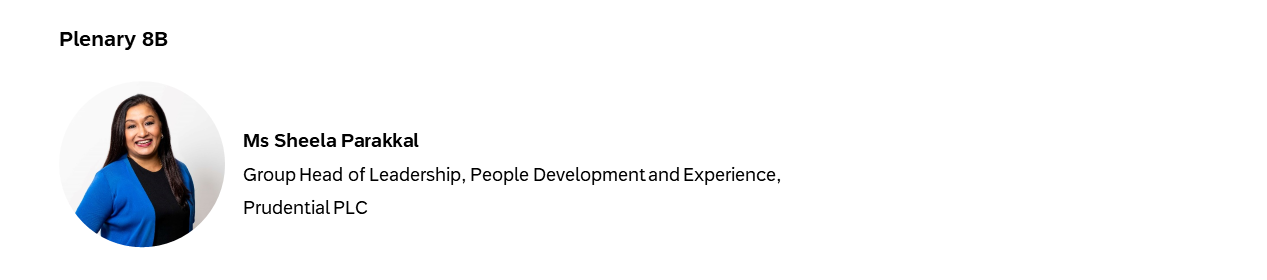 Plenary 8B
Ms Sheela Parakkal
Group Head of Leadership, People Development and Experience,
Prudential PLC